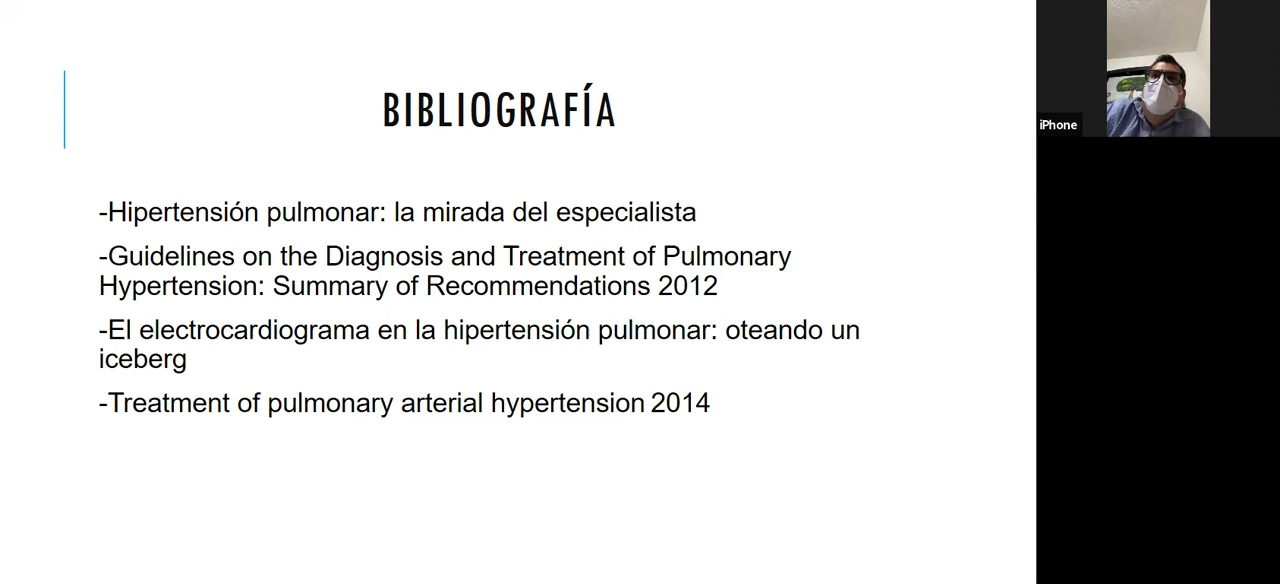 BIBLIOGRAFÍA
-Hipertensión pulmonar: la mirada del especialista
-Guidelines on the Diagnosis and Treatment of Pulmonary
Hypertension: Summary of Recommendations 2012
-El electrocardiograma en la hipertensión pulmonar: oteando un
iceberg
-Treatment of pulmonary arterial hypertension 2014
iPhone